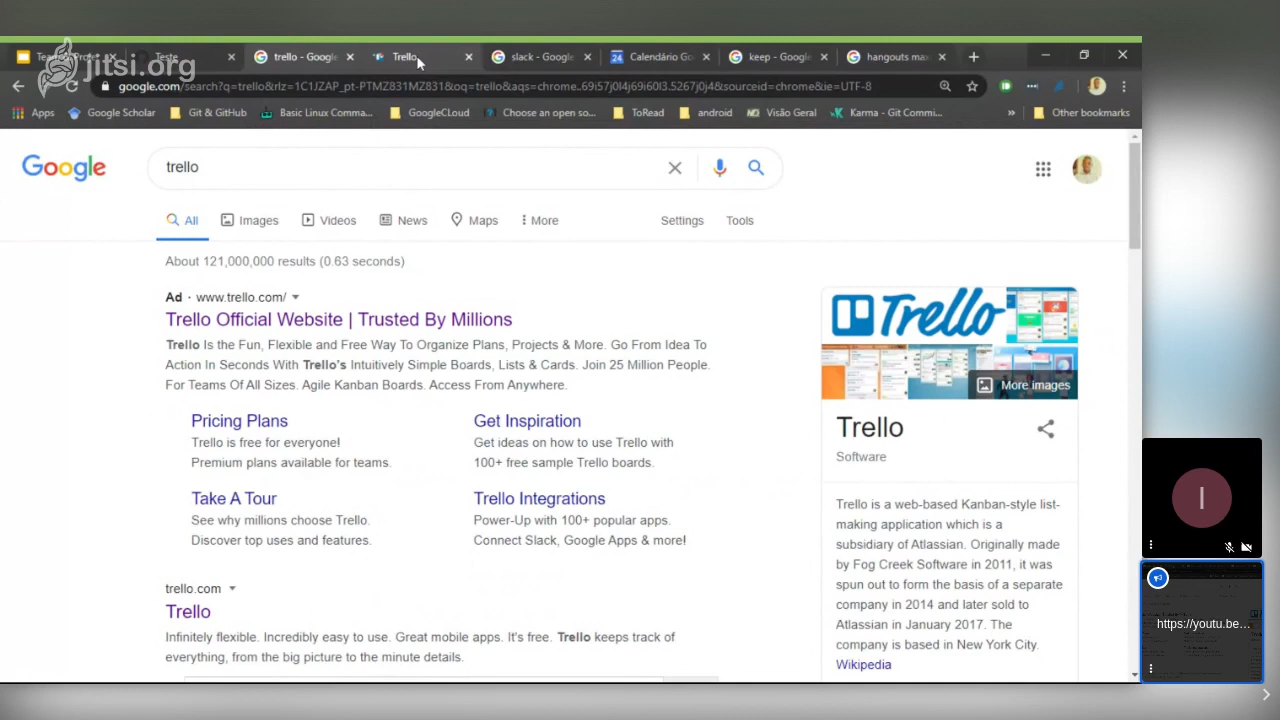 Teste
trello - Google
Trello
slack - Google
Calendário Go
keep - Google
hangouts max
jitsi.org
google.com/search?q=trello&rlz=1C1JZAP_pt-PTMZ831MZ831&oq=trello&aqs=chrome..69i57j0l4j69i60l3.5267j0j4&sourceid=chrome&ie=UTF-8
Apps
Google Scholar
Git & GitHub
Basic Linux Comma...
GoogleCLoud
Choose an open so...
ToRead
android
Visão Geral
Karma - Git Commi...
»
Other bookmarks
Google
trello
All
Images
Videos
News
Maps
More
Settings
Tools
About 121,000,000 results (0.63 seconds)
Ad · www.trello.com/
Trello Official Website | Trusted By Millions
Trello Is the Fun, Flexible and Free Way To Organize Plans, Projects & More. Go From Idea To
Action In Seconds With Trello's Intuitively Simple Boards, Lists & Cards. Join 25 Million People.
For Teams Of All Sizes. Agile Kanban Boards. Access From Anywhere.
Pricing Plans
Trello is free for everyone!
Premium plans available for teams.
Get Inspiration
Get ideas on how to use Trello with
100+ free sample Trello boards.
Take A Tour
See why millions choose Trello.
Discover top uses and features.
Trello Integrations
Power-Up with 100+ popular apps.
Connect Slack, Google Apps & more!
trello.com
Trello
Infinitely flexible. Incredibly easy to use. Great mobile apps. It's free. Trello keeps track of
everything, from the big picture to the minute details.
Trello
More images
Trello
Software
Trello is a web-based Kanban-style list-
making application which is a
subsidiary of Atlassian. Originally made
by Fog Creek Software in 2011, it was
spun out to form the basis of a separate
company in 2014 and later sold to
Atlassian in January 2017. The
company is based in New York City.
Wikipedia
I
https://youtu.be...